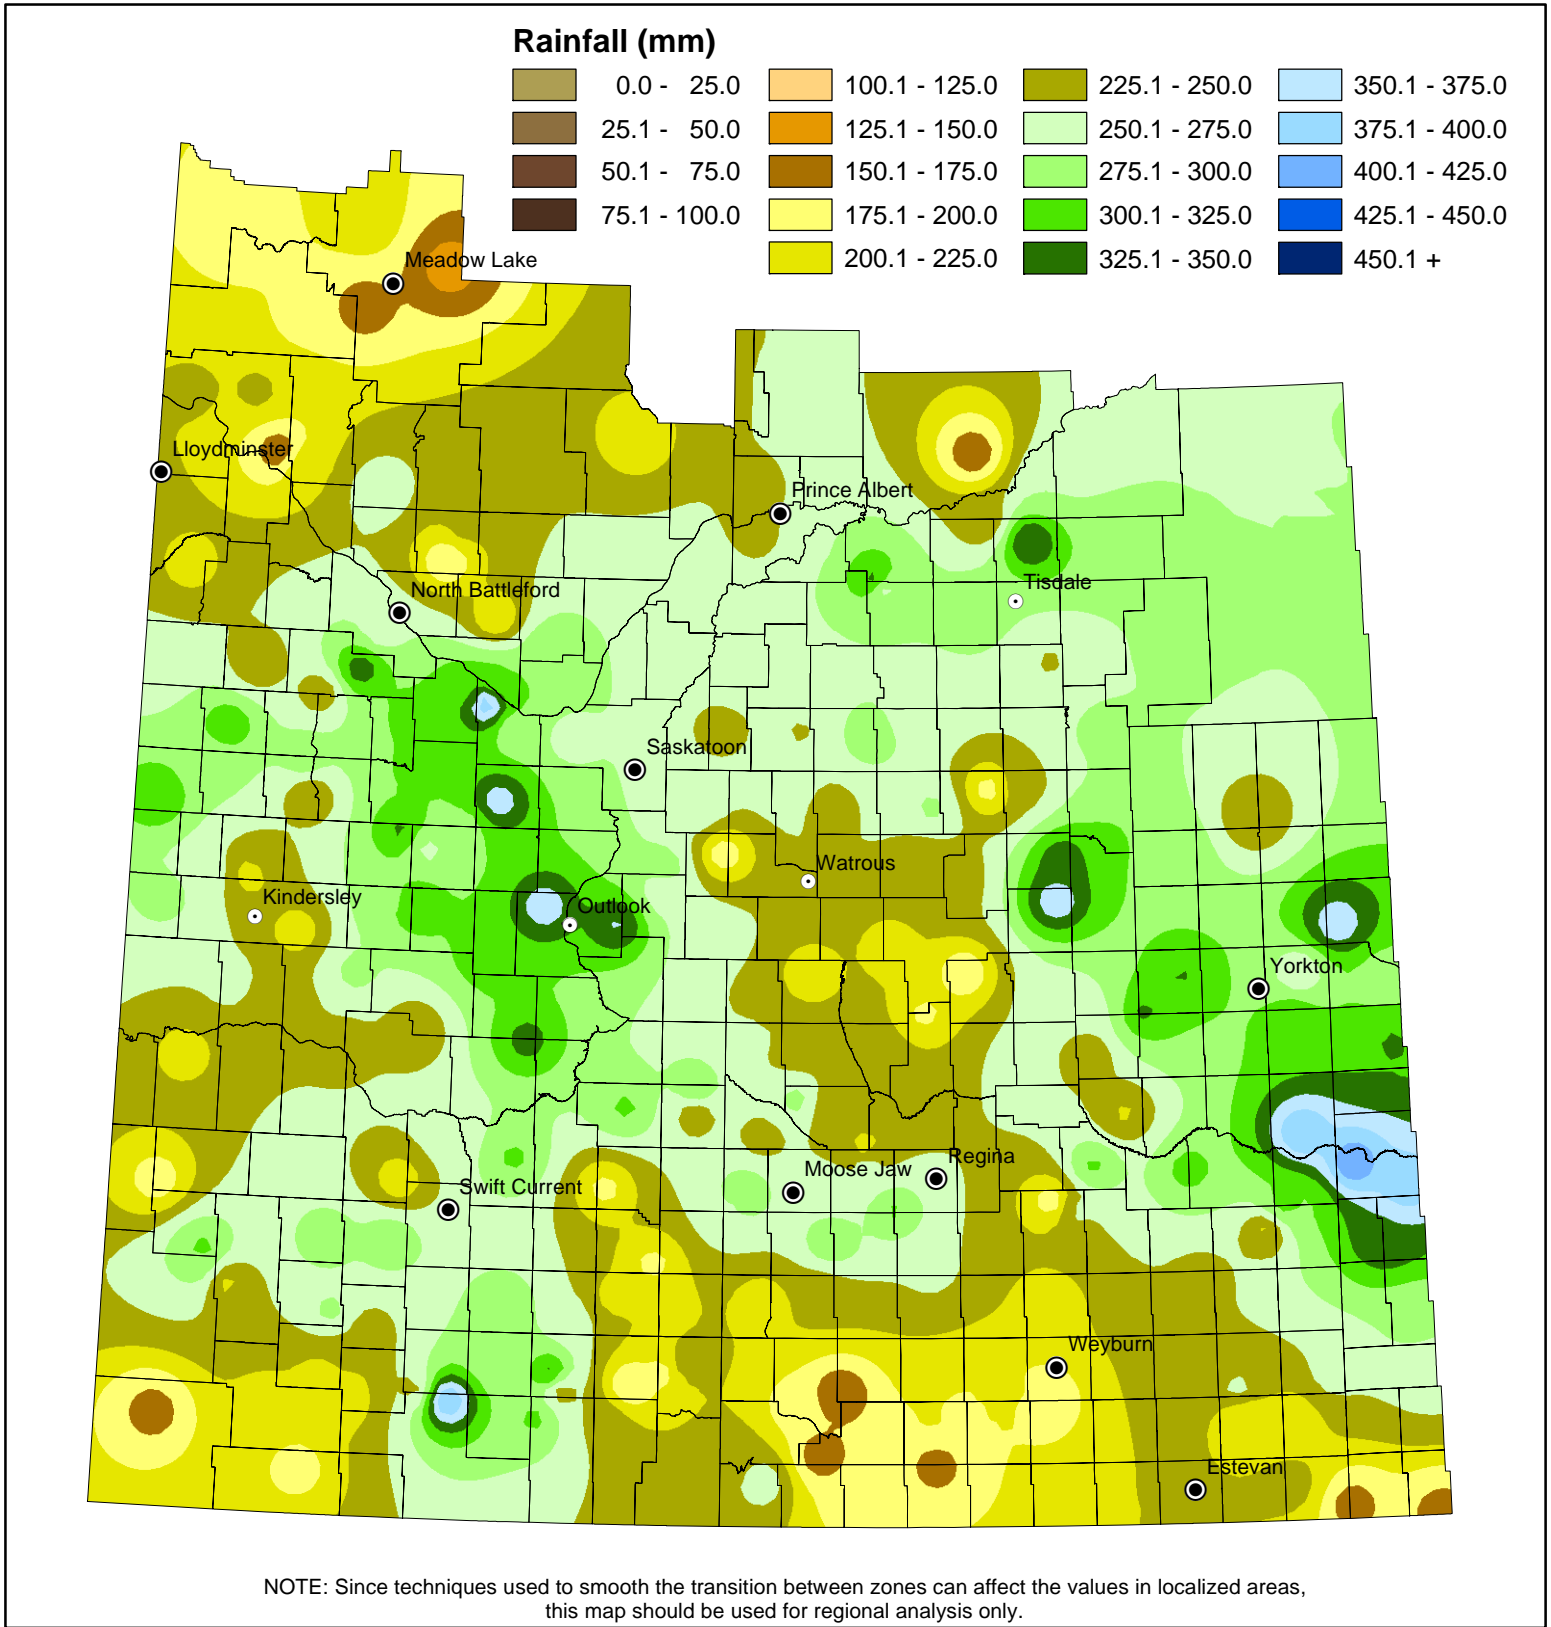 Rainfall (mm)
0.0 - 25.0 100.1 - 125.0 225.1 - 250.0 350.1 - 375.0
25.1 - 50.0 125.1 - 150.0 250.1 - 275.0 375.1 - 400.0
50.1 - 75.0 150.1 - 175.0 275.1 - 300.0 400.1 - 425.0
75.1 - 100.0 175.1 - 200.0 300.1 - 325.0 425.1 - 450.0
200.1 - 225.0 325.1 - 350.0 450.1 +
Meadow Lake
Lloydminster
Prince Albert
Tisdale
North Battleford
Saskatoon
Watrous
Kindersley
Outlook
Yorkton
Regina
Moose Jaw
Swift Current
Weyburn
Estevan
NOTE: Since techniques used to smooth the transition between zones can affect the values in localized areas,
this map should be used for regional analysis only.